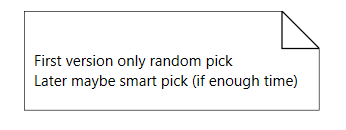 First version only random pick
Later maybe smart pick (if enough time)